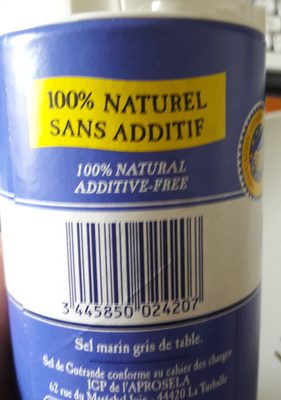 100% NATUREL
SANS ADDITIF
100% NATURAL
ADDITIVE-FREE
3 445850 024207
Sel marin gris de table.
Sel de Guérande conforme au cahier des charges
IGP de l'APROSELA
62 rue du Maréchal Juin - 44420 La Turballe